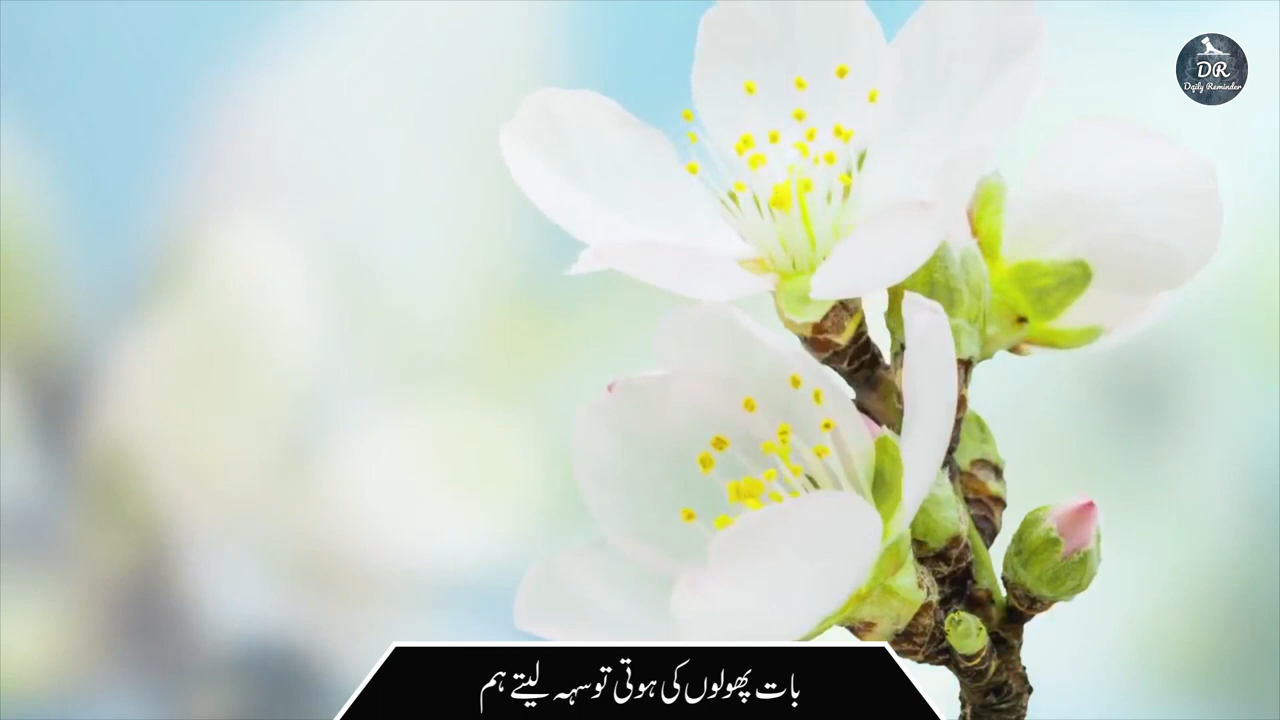 DR
Daily Reminder
بات پھولوں کی ہوتی تو سہہ لیتے ہم